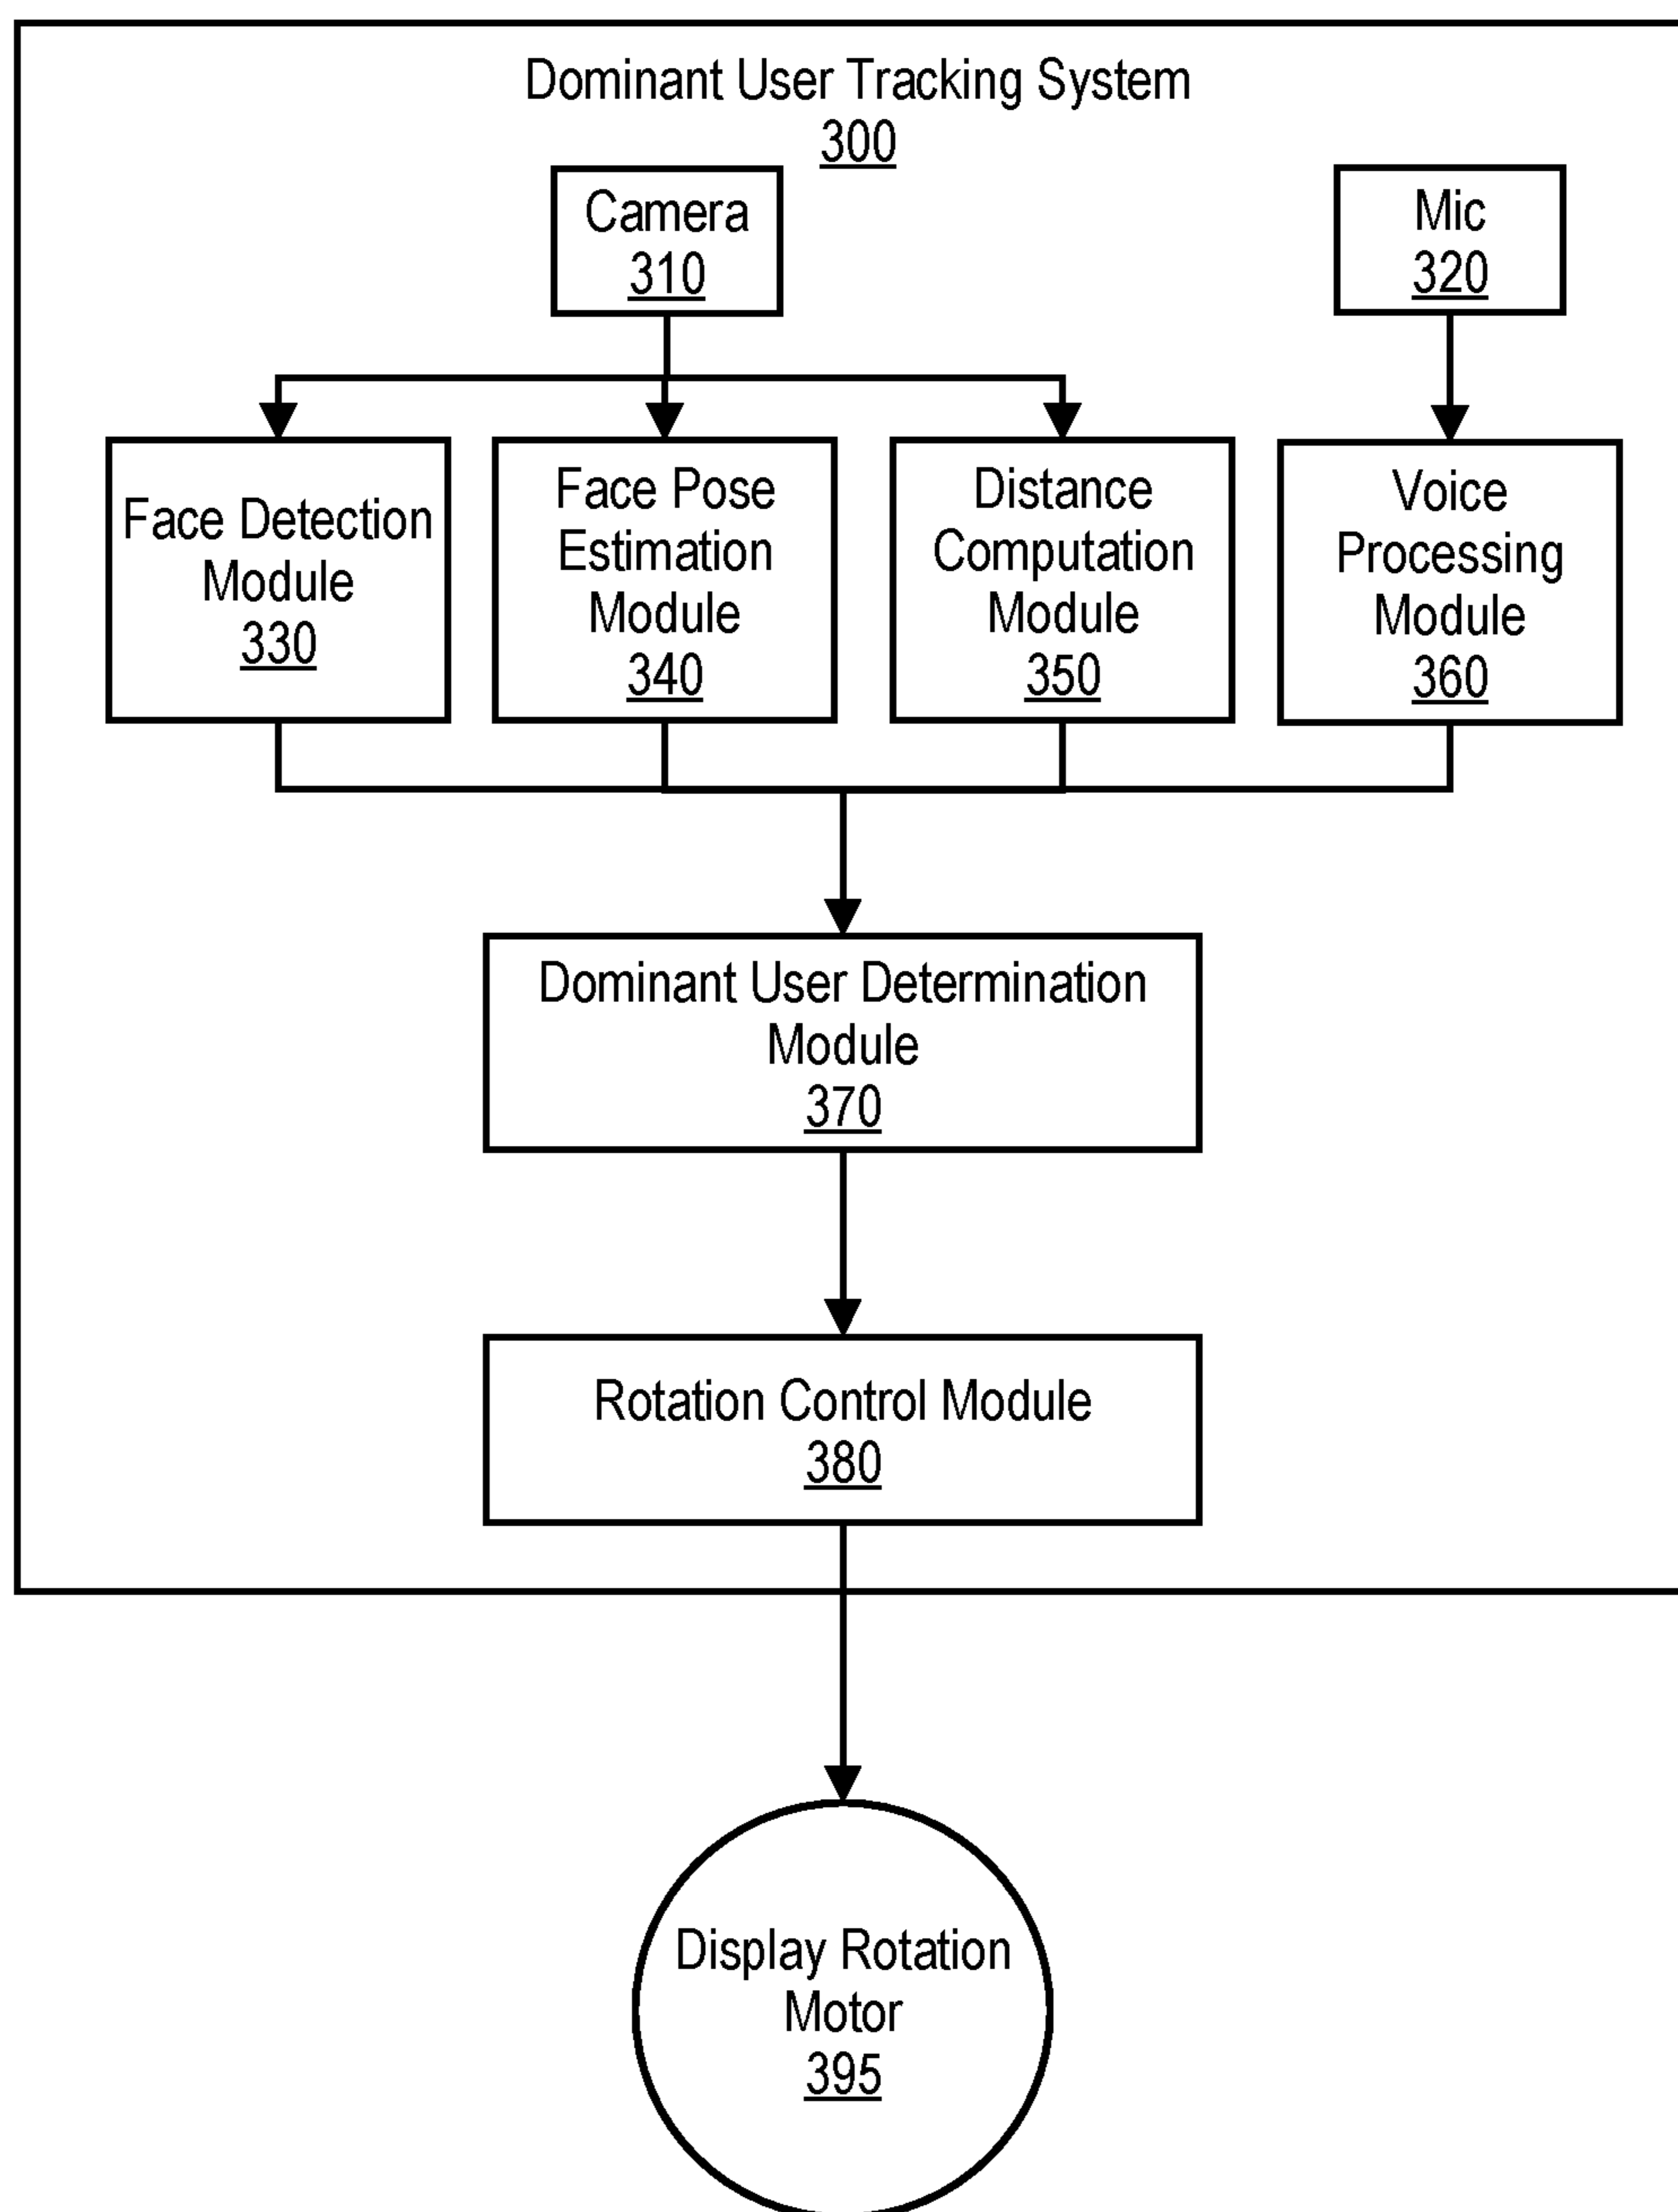 Dominant User Tracking System
300
Camera
310
Mic
320
Face Detection
Module
330
Face Pose
Estimation
Module
340
Distance
Computation
Module
350
Voice
Processing
Module
360
Dominant User Determination
Module
370
Rotation Control Module
380
Display Rotation
Motor
395